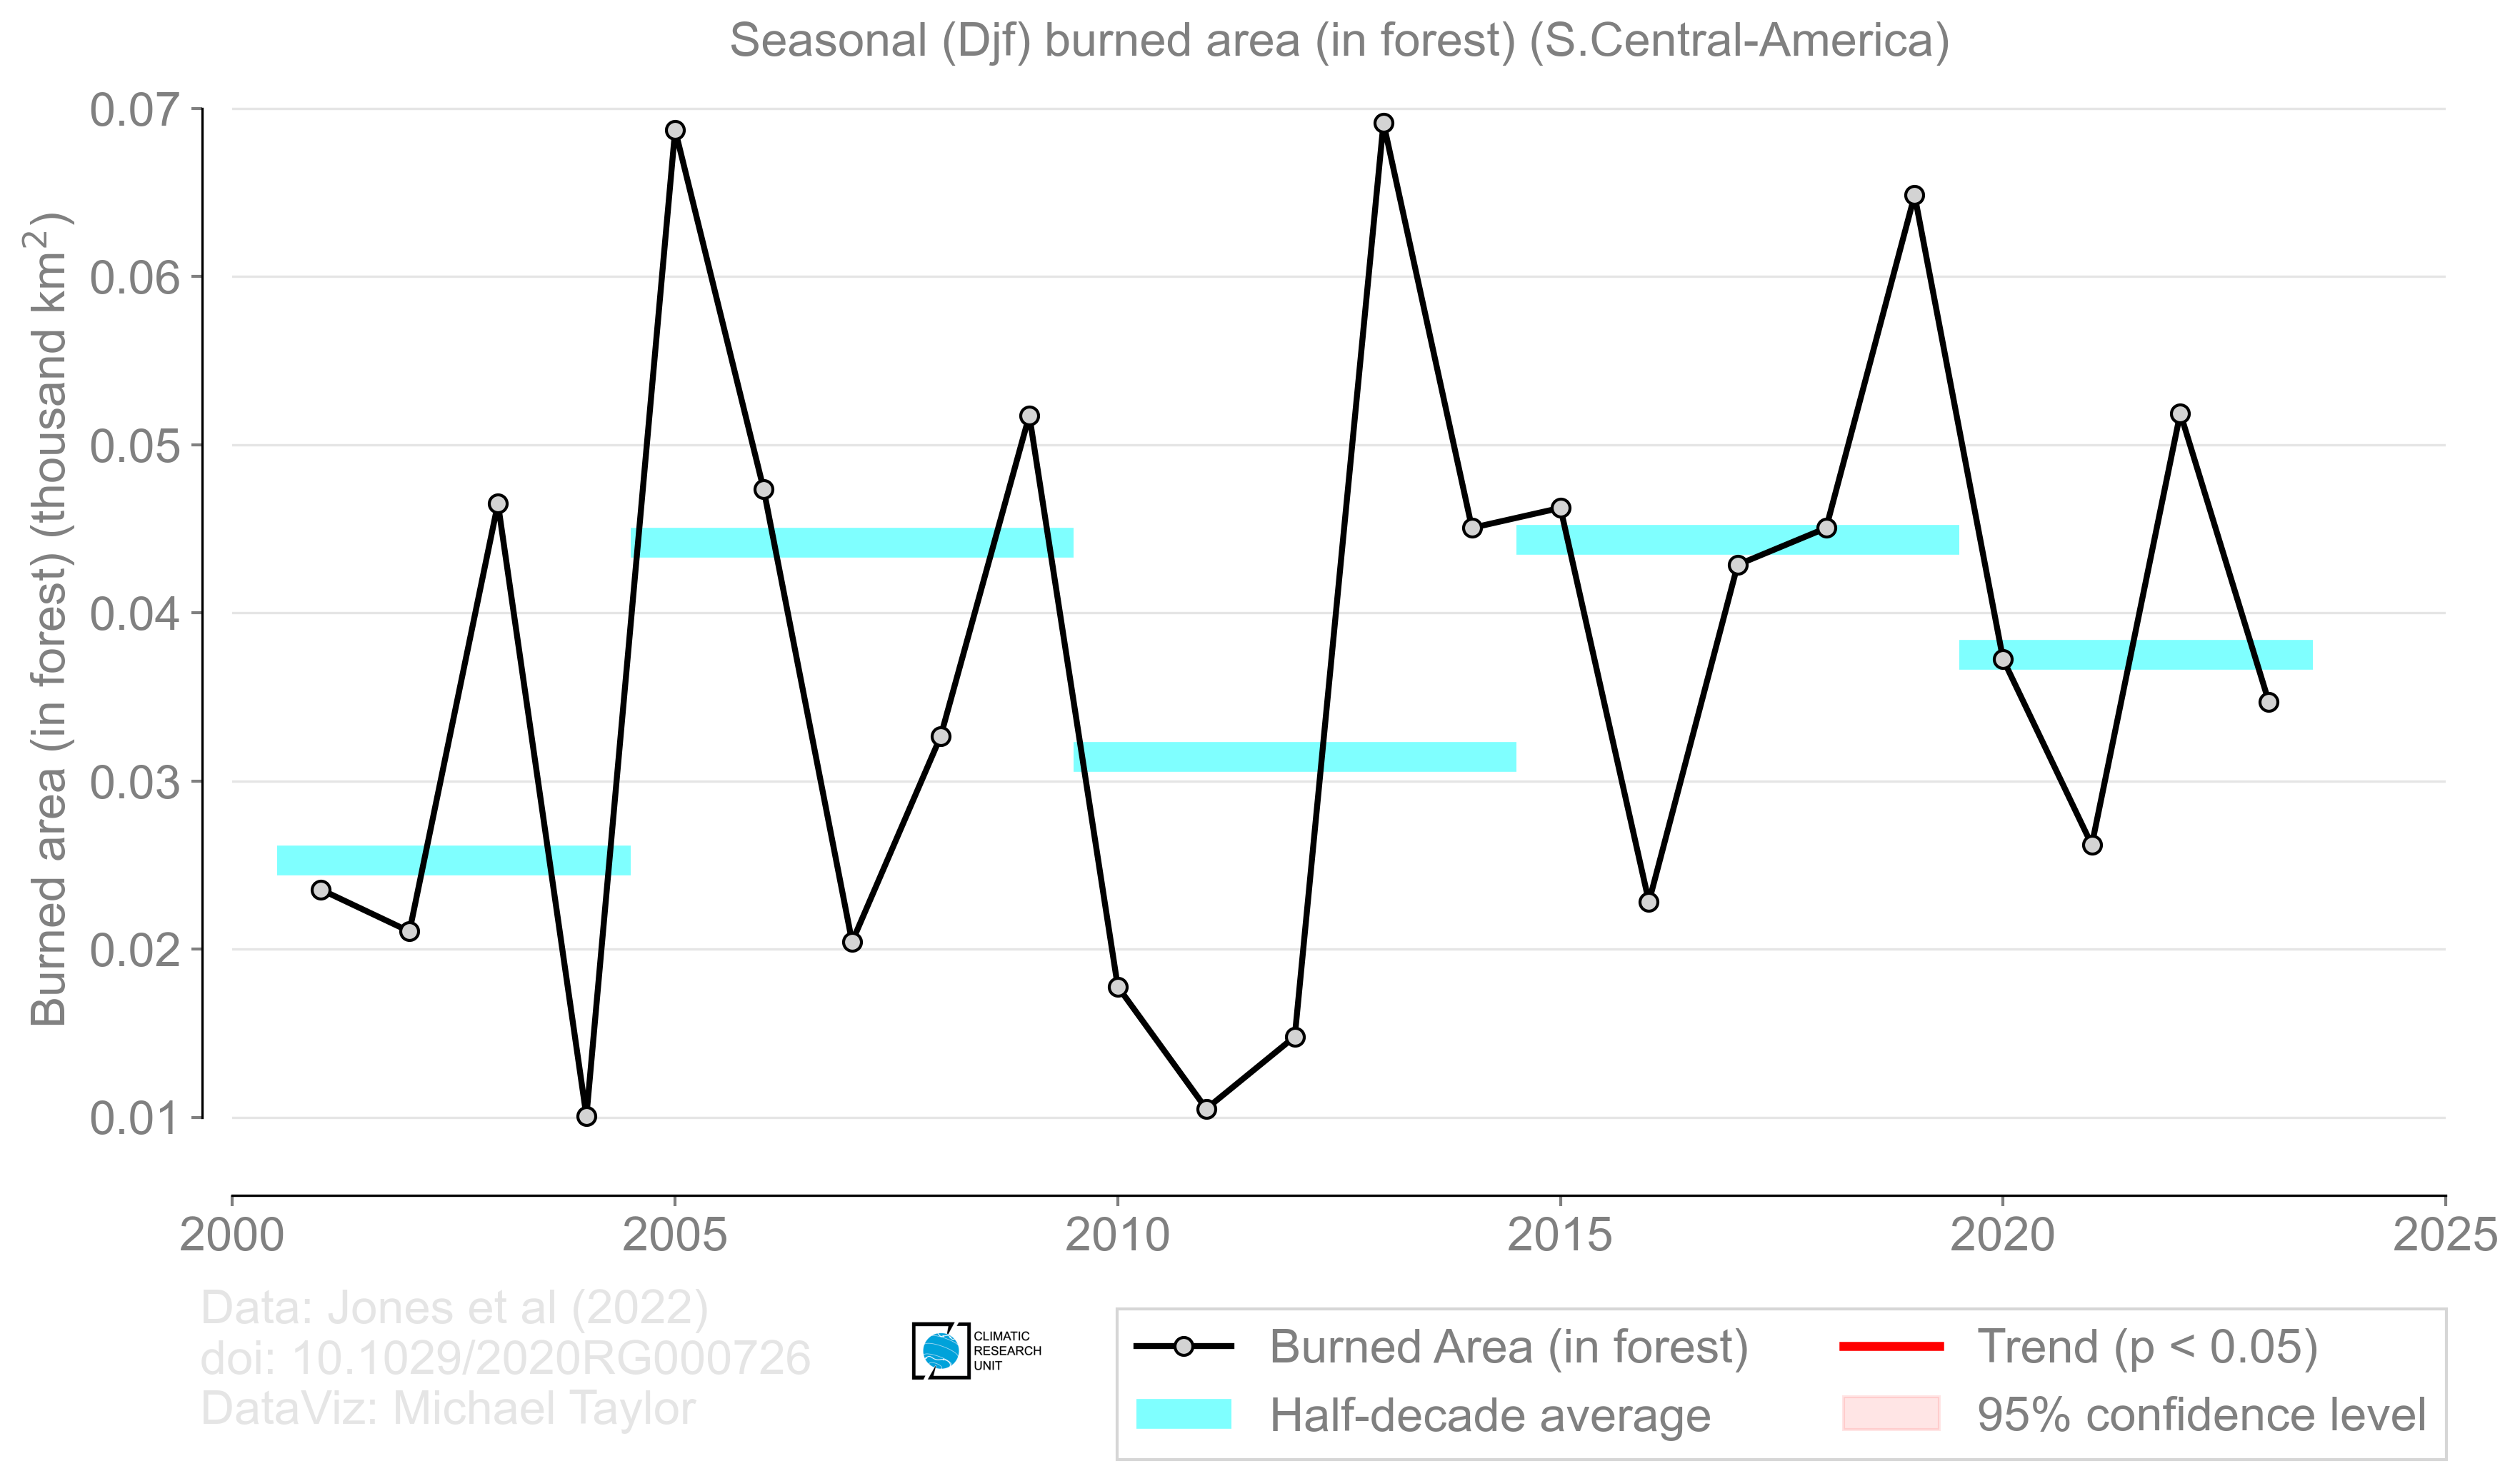 Seasonal (Djf) burned area (in forest) (S.Central-America)
Burned area (in forest) (thousand km²)
0.07
0.06
0.05
0.04
0.03
0.02
0.01
2000
2005
2010
2015
2020
2025
Data: Jones et al (2022)
doi: 10.1029/2020RG000726
DataViz: Michael Taylor
CLIMATIC
RESEARCH
UNIT
Burned Area (in forest)
Half-decade average
Trend (p < 0.05)
95% confidence level